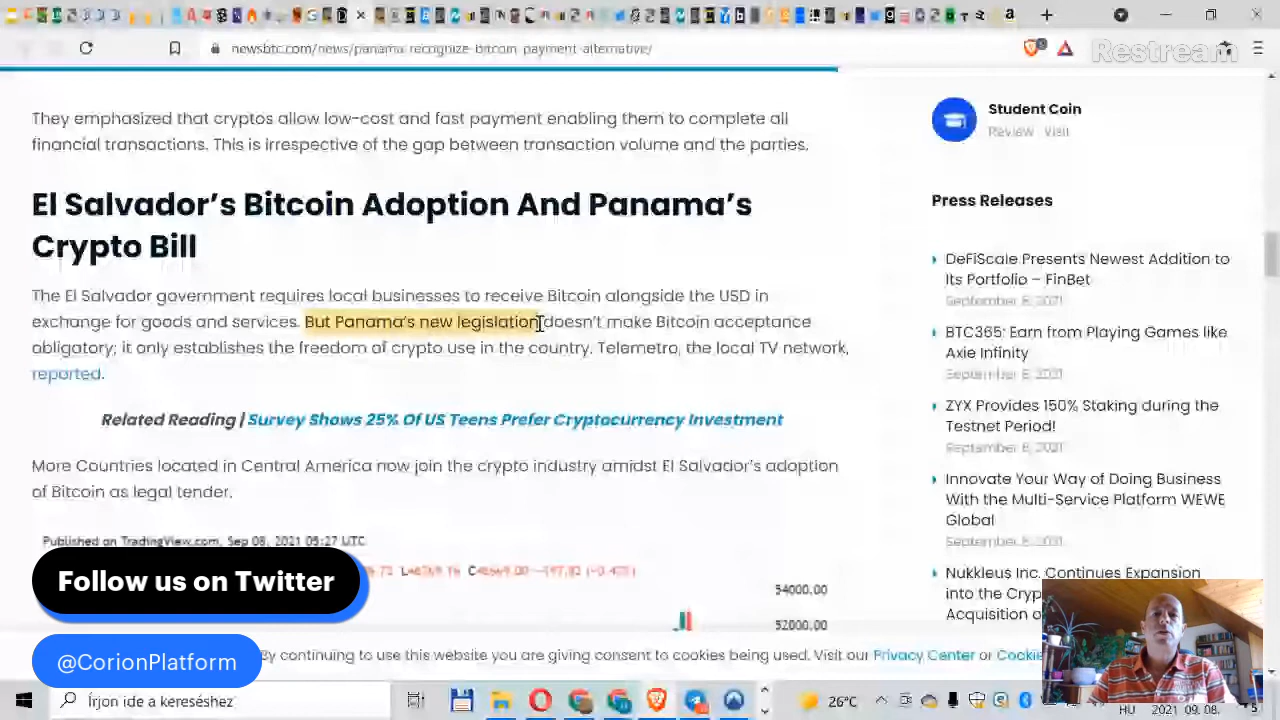 newsbtc.com/news/panama-recognize-bitcoin-payment-alternative/
Restream
They emphasized that cryptos allow low-cost and fast payment enabling them to complete all
financial transactions. This is irrespective of the gap between transaction volume and the parties.
El Salvador’s Bitcoin Adoption And Panama’s
Crypto Bill
The El Salvador government requires local businesses to receive Bitcoin alongside the USD in
exchange for goods and services. But Panama’s new legislation doesn’t make Bitcoin acceptance
obligatory; it only establishes the freedom of crypto use in the country. Telemetro, the local TV network,
reported.
Related Reading | Survey Shows 25% Of US Teens Prefer Cryptocurrency Investment
More Countries located in Central America now join the crypto industry amidst El Salvador’s adoption
of Bitcoin as legal tender.
Published on TradingView.com, Sep 08, 2021 05:27 UTC
54000.00
52000.00
Student Coin
Review Visit
Press Releases
DeFiScale Presents Newest Addition to
Its Portfolio – FinBet
September 8, 2021
BTC365: Earn from Playing Games like
Axie Infinity
September 8, 2021
ZYX Provides 150% Staking during the
Testnet Period!
September 8, 2021
Innovate Your Way of Doing Business
With the Multi-Service Platform WEWE
Global
September 8, 2021
Nukkleus Inc. Continues Expansion
into the Cry
Acquisition o
Follow us on Twitter
@CorionPlatform
By continuing to use this website you are giving consent to cookies being used. Visit our Privacy Center or Cookie
Írjon ide a kereséshez
26°C
HU
2021. 09. 08.